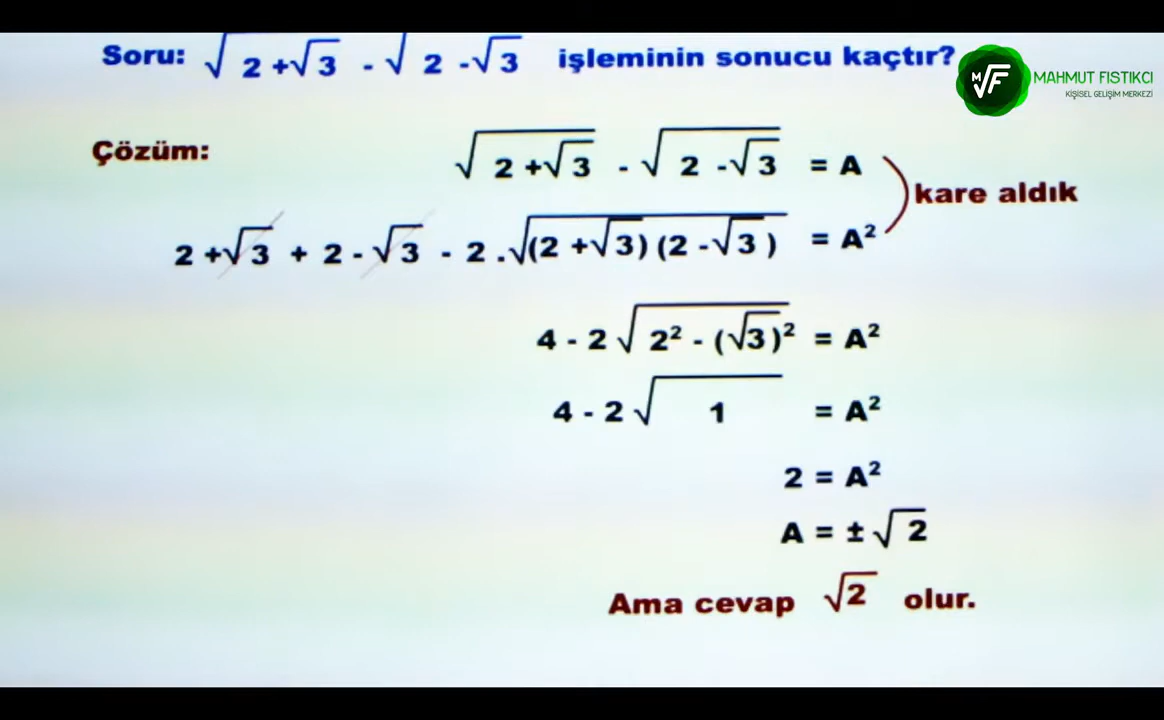 Soru: √2+√3 - √2-√3 işleminin sonucu kaçtır?
M√F
MAHMUT FISTIKCI
KİŞİSEL GELİŞİM MERKEZİ
Çözüm: √2+√3 - √2-√3 = A
kare aldık
2+√3 + 2-√3 - 2.√(2+√3)(2-√3) = A²
4 - 2√2² - (√3)² = A²
4 - 2√1 = A²
2 = A²
A = ±√2
Ama cevap √2 olur.